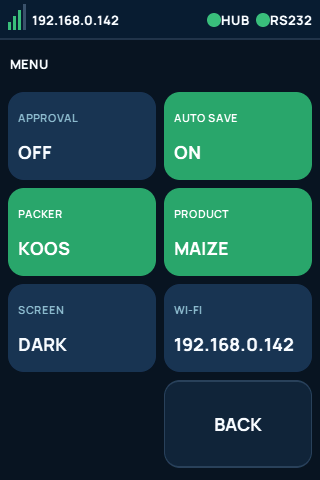 192.168.0.142 HUB RS232
MENU
APPROVAL
OFF
AUTO SAVE
ON
PACKER
KOOS
PRODUCT
MAIZE
SCREEN
DARK
WI-FI
192.168.0.142
BACK